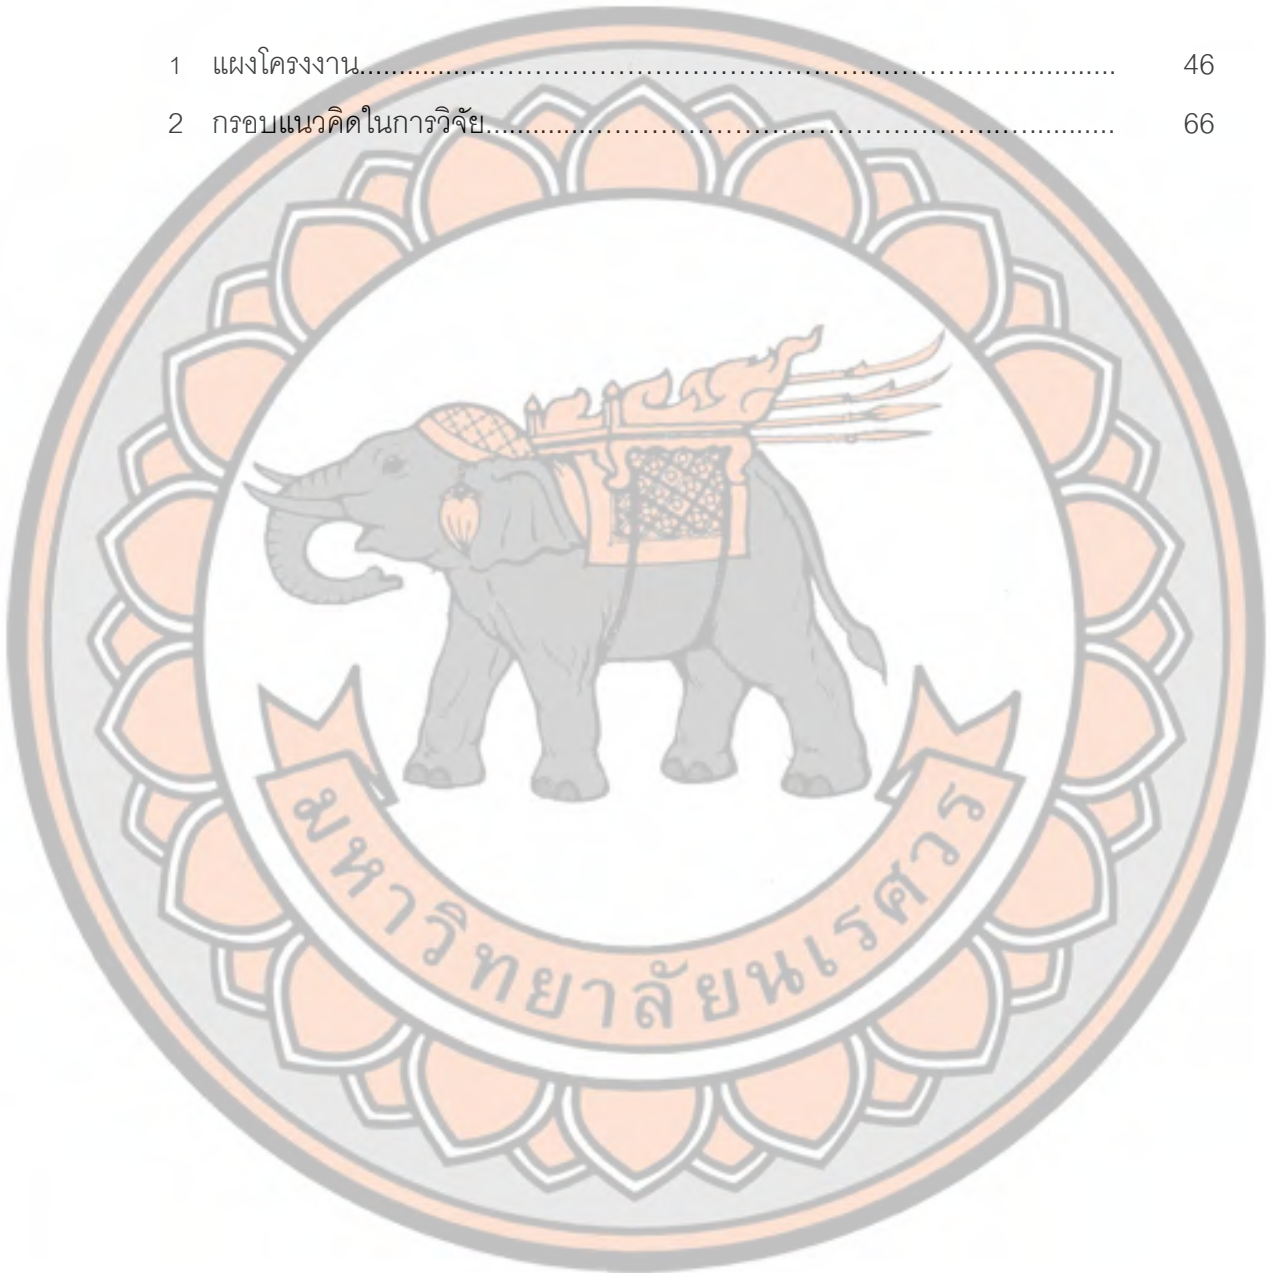 1 แผงโครงงาน.......................................................................................... 46
2 กรอบแนวคิดในการวิจัย.......................................................................... 66
มหาวิทยาลัยนเรศวร